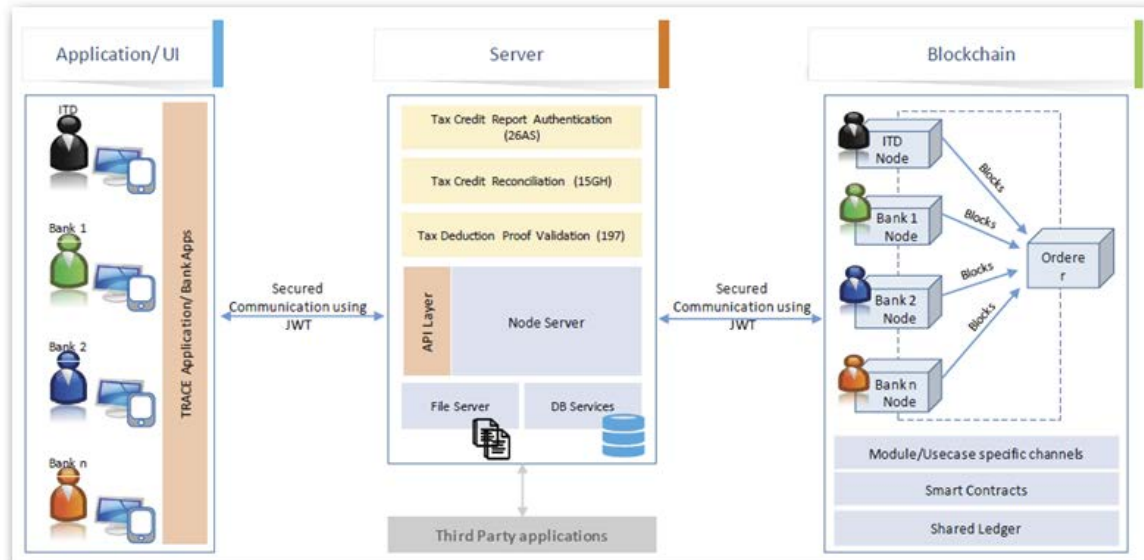 Application/ UI
Server
Blockchain
ITD
Bank 1
Bank 2
Bank n
TRACE Application/ Bank Apps
Secured
Communication using
JWT
Tax Credit Report Authentication
(26AS)
Tax Credit Reconciliation (15GH)
Tax Deduction Proof Validation (197)
API Layer
Node Server
File Server
DB Services
Third Party applications
Secured
Communication using
JWT
ITD
Node
Bank 1
Node
Bank 2
Node
Bank n
Node
Blocks
Blocks
Blocks
Blocks
Ordere
r
Module/Usecase specific channels
Smart Contracts
Shared Ledger